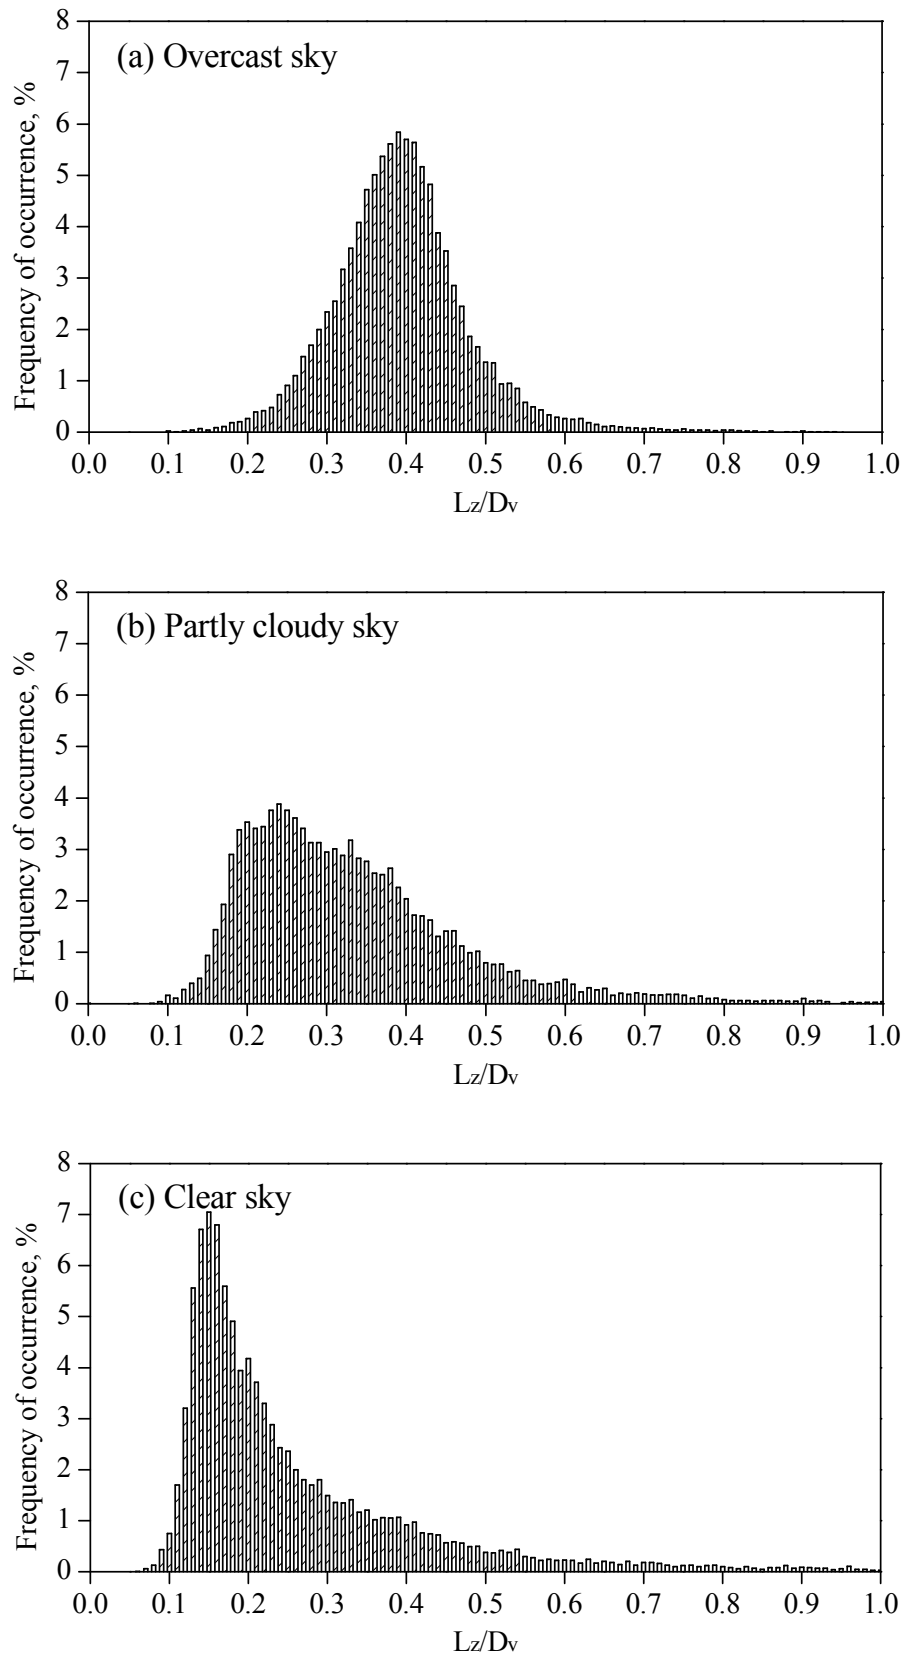 8
(a) Overcast sky
7
6
5
4
3
2
1
0
Frequency of occurrence, %
0.0 0.1 0.2 0.3 0.4 0.5 0.6 0.7 0.8 0.9 1.0
Lz/Dv
8
(b) Partly cloudy sky
7
6
5
4
3
2
1
0
Frequency of occurrence, %
0.0 0.1 0.2 0.3 0.4 0.5 0.6 0.7 0.8 0.9 1.0
Lz/Dv
8
(c) Clear sky
7
6
5
4
3
2
1
0
Frequency of occurrence, %
0.0 0.1 0.2 0.3 0.4 0.5 0.6 0.7 0.8 0.9 1.0
Lz/Dv